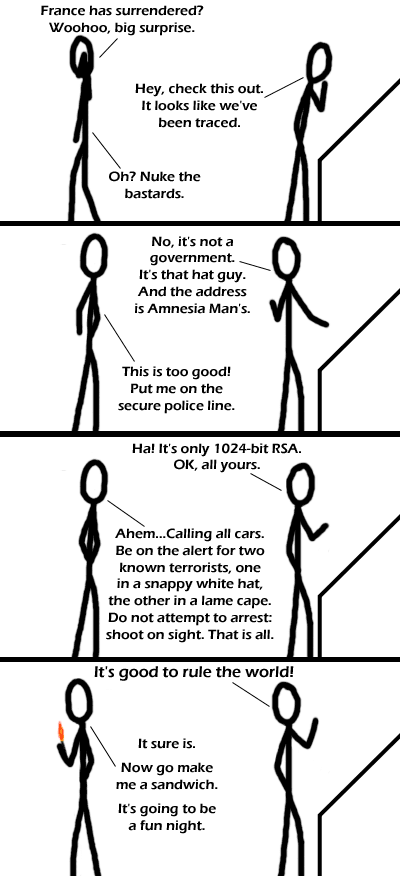 France has surrendered?
Woohoo, big surprise.
Hey, check this out.
It looks like we've
been traced.
Oh? Nuke the
bastards.
No, it's not a
government.
It's that hat guy.
And the address
is Amnesia Man's.
This is too good!
Put me on the
secure police line.
Ha! It's only 1024-bit RSA.
OK, all yours.
Ahem...Calling all cars.
Be on the alert for two
known terrorists, one
in a snappy white hat,
the other in a lame cape.
Do not attempt to arrest:
shoot on sight. That is all.
It's good to rule the world!
It sure is.
Now go make
me a sandwich.
It's going to be
a fun night.